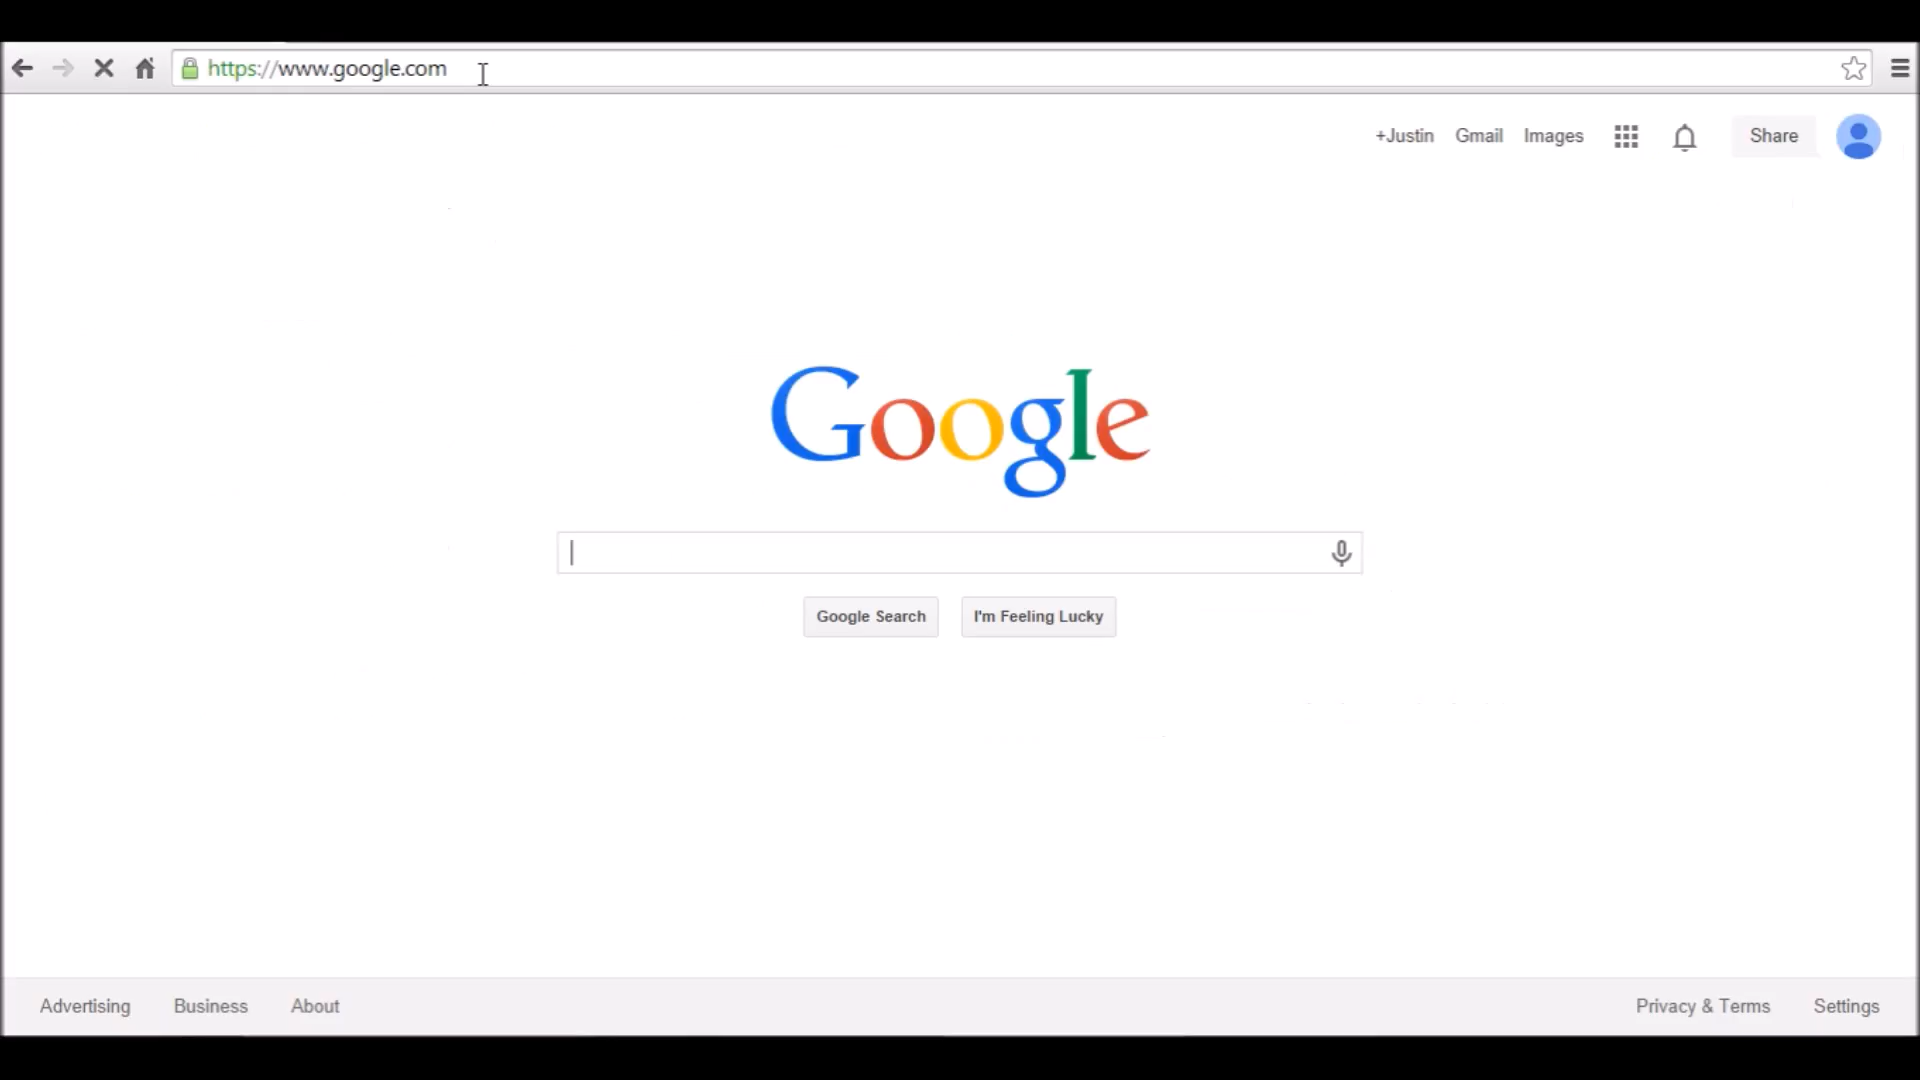 https://www.google.com
+Justin Gmail Images Share
Google
Google Search I'm Feeling Lucky
Advertising Business About Privacy & Terms Settings